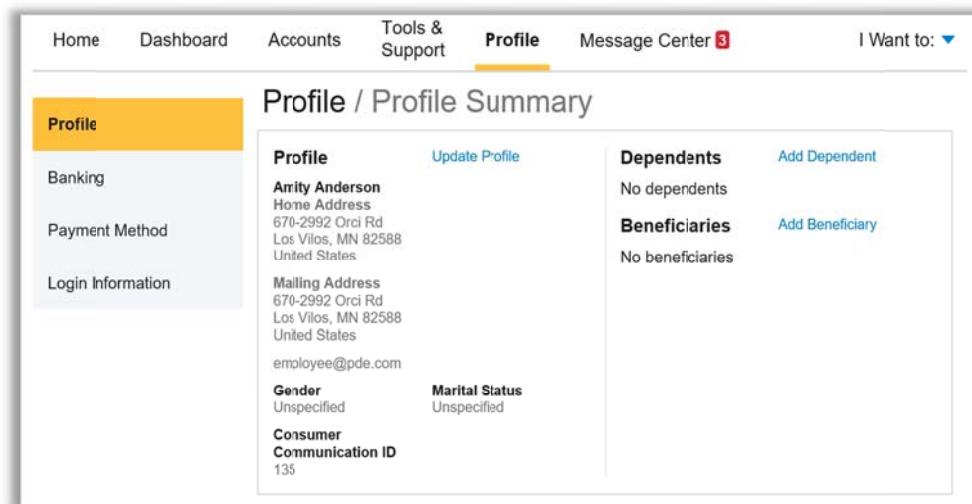 Home Dashboard Accounts Tools & Support Profile Message Center 3 I Want to:
Profile
Banking
Payment Method
Login Information
Profile / Profile Summary
Profile Update Profile
Amity Anderson
Home Address
670-2992 Orci Rd
Los Vilos, MN 82588
United States
Mailing Address
670-2992 Orci Rd
Los Vilos, MN 82588
United States
employee@pde.com
Gender Marital Status
Unspecified Unspecified
Consumer
Communication ID
135
Dependents Add Dependent
No dependents
Beneficiaries Add Beneficiary
No beneficiaries